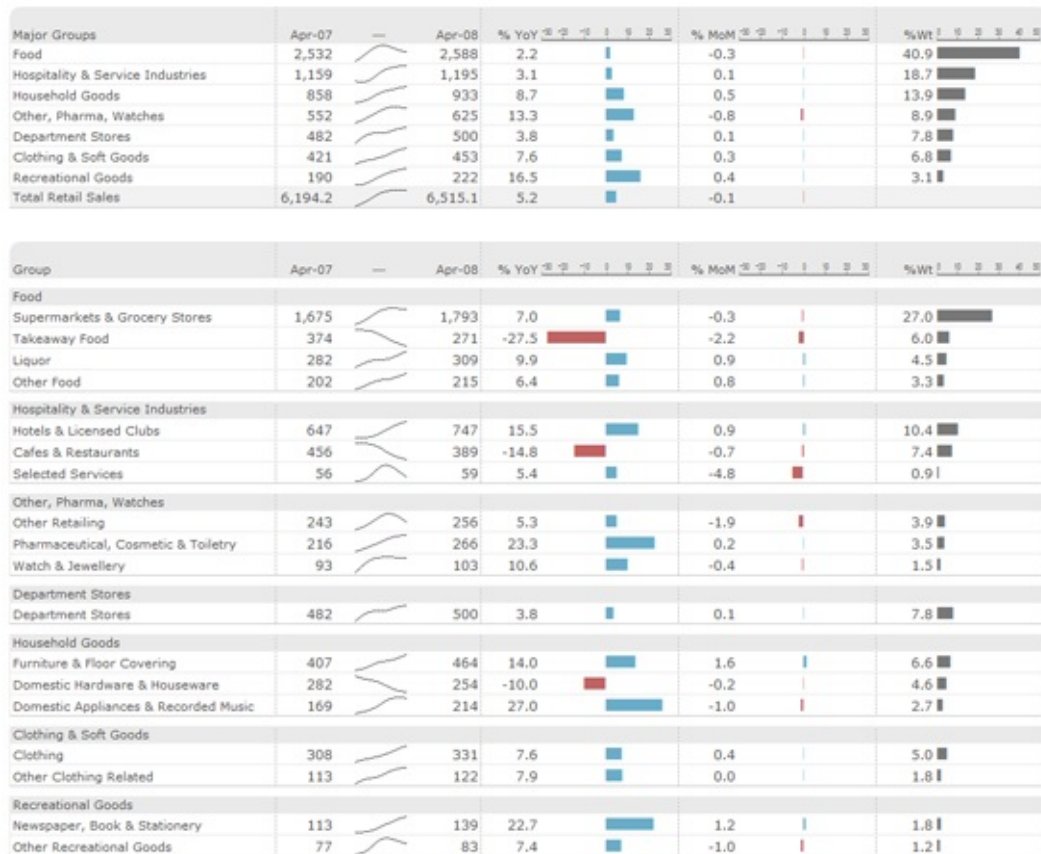 Major Groups Apr-07 — Apr-08 % YoY % MoM %Wt
Food 2,532 2,588 2.2 -0.3 40.9
Hospitality & Service Industries 1,159 1,195 3.1 0.1 18.7
Household Goods 858 933 8.7 0.5 13.9
Other, Pharma, Watches 552 625 13.3 -0.8 8.9
Department Stores 482 500 3.8 0.1 7.8
Clothing & Soft Goods 421 453 7.6 0.3 6.8
Recreational Goods 190 222 16.5 0.4 3.1
Total Retail Sales 6,194.2 6,515.1 5.2 -0.1
Group Apr-07 — Apr-08 % YoY % MoM %Wt
Food
Supermarkets & Grocery Stores 1,675 1,793 7.0 -0.3 27.0
Takeaway Food 374 271 -27.5 -2.2 6.0
Liquor 282 309 9.9 0.9 4.5
Other Food 202 215 6.4 0.8 3.3
Hospitality & Service Industries
Hotels & Licensed Clubs 647 747 15.5 0.9 10.4
Cafes & Restaurants 456 389 -14.8 -0.7 7.4
Selected Services 56 59 5.4 -4.8 0.9
Other, Pharma, Watches
Other Retailing 243 256 5.3 -1.9 3.9
Pharmaceutical, Cosmetic & Toiletry 216 266 23.3 0.2 3.5
Watch & Jewellery 93 103 10.6 -0.4 1.5
Department Stores
Department Stores 482 500 3.8 0.1 7.8
Household Goods
Furniture & Floor Covering 407 464 14.0 1.6 6.6
Domestic Hardware & Houseware 282 254 -10.0 -0.2 4.6
Domestic Appliances & Recorded Music 169 214 27.0 -1.0 2.7
Clothing & Soft Goods
Clothing 308 331 7.6 0.4 5.0
Other Clothing Related 113 122 7.9 0.0 1.8
Recreational Goods
Newspaper, Book & Stationery 113 139 22.7 1.2 1.8
Other Recreational Goods 77 83 7.4 -1.0 1.2